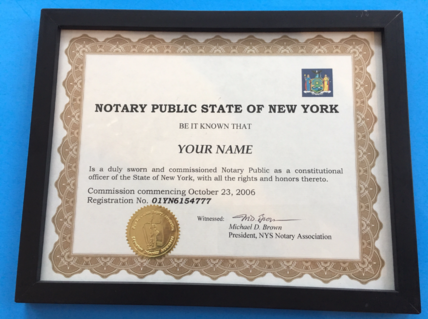 NOTARY PUBLIC STATE OF NEW YORK
BE IT KNOWN THAT
YOUR NAME
Is a duly sworn and commissioned Notary Public as a constitutional
officer of the State of New York, with all the rights and honors thereto.
Commission commencing October 23, 2006
Registration No. 01YN6154777
Witnessed:
Michael D. Brown
President, NYS Notary Association